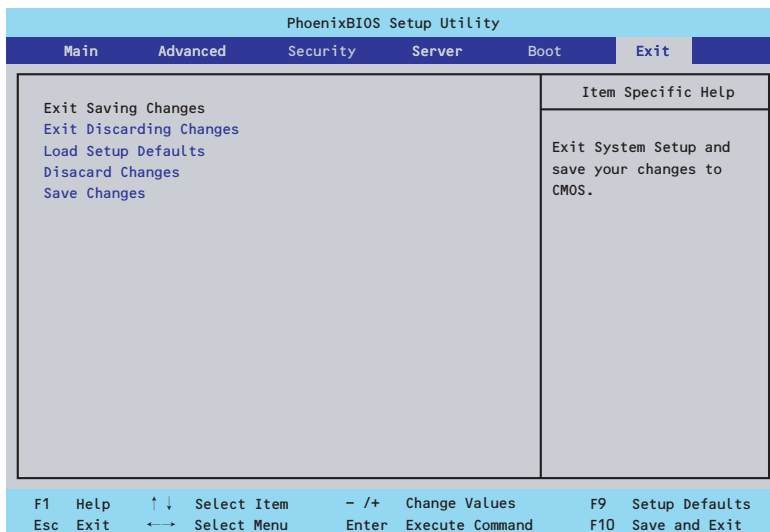 PhoenixBIOS Setup Utility
Main Advanced Security Server Boot Exit
Exit Saving Changes
Exit Discarding Changes
Load Setup Defaults
Disacard Changes
Save Changes
Item Specific Help
Exit System Setup and
save your changes to
CMOS.
F1 Help ↑↓ Select Item - /+ Change Values F9 Setup Defaults
Esc Exit ←→ Select Menu Enter Execute Command F10 Save and Exit